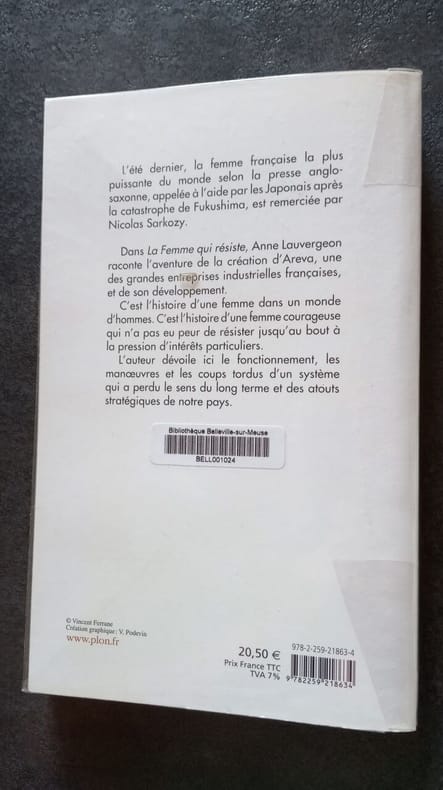 L'été dernier, la femme française la plus
puissante du monde selon la presse anglo-
saxonne, appelée à l'aide par les Japonais après
la catastrophe de Fukushima, est remerciée par
Nicolas Sarkozy.
Dans La Femme qui résiste, Anne Lauvergeon
raconte l'aventure de la création d'Areva, une
des grandes entreprises industrielles françaises,
et de son développement.
C'est l'histoire d'une femme dans un monde
d'hommes. C'est l'histoire d'une femme courageuse
qui n'a pas eu peur de résister jusqu'au bout à
la pression d'intérêts particuliers.
L'auteur dévoile ici le fonctionnement, les
manœuvres et les coups tordus d'un système
qui a perdu le sens du long terme et des atouts
stratégiques de notre pays.
Bibliothèque Belleville-sur-Meuse
BELL001024
© Vincent Ferrane
Création graphique : V. Podevin
www.plon.fr
20,50 €
Prix France TTC
TVA 7%
978-2-259-21863-4
9 782259 218634